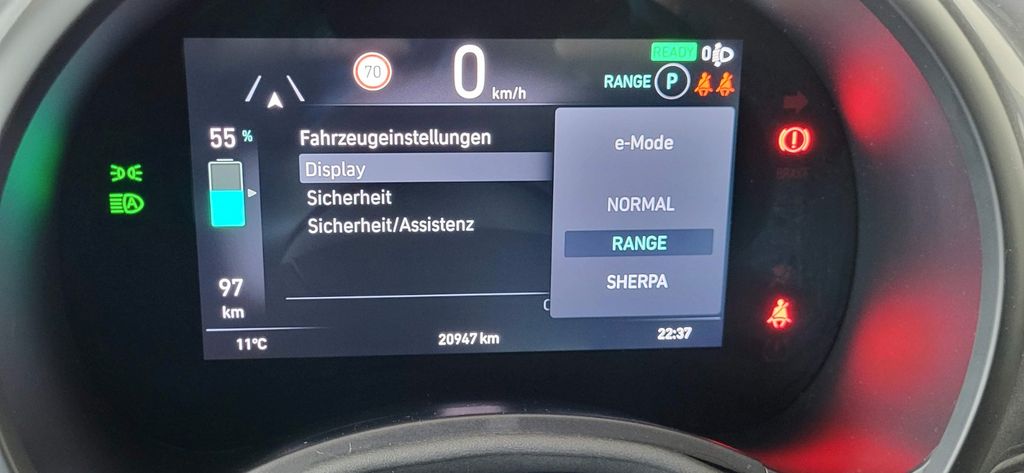 70
0 km/h
READY
RANGE P
55 %
Fahrzeugeinstellungen
e-Mode
Display
A
Sicherheit
NORMAL
Sicherheit/Assistenz
RANGE
SHERPA
97
km
11°C
20947 km
22:37